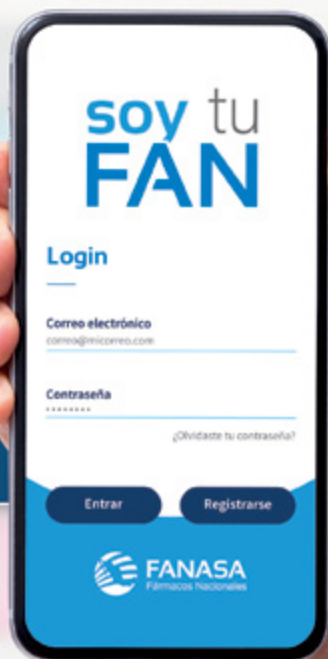 soy tu
FAN
Login
Correo electrónico
correo@micorreo.com
Contraseña
********
¿Olvidaste tu contraseña?
Entrar
Registrarse
FANASA
Fármacos Nacionales